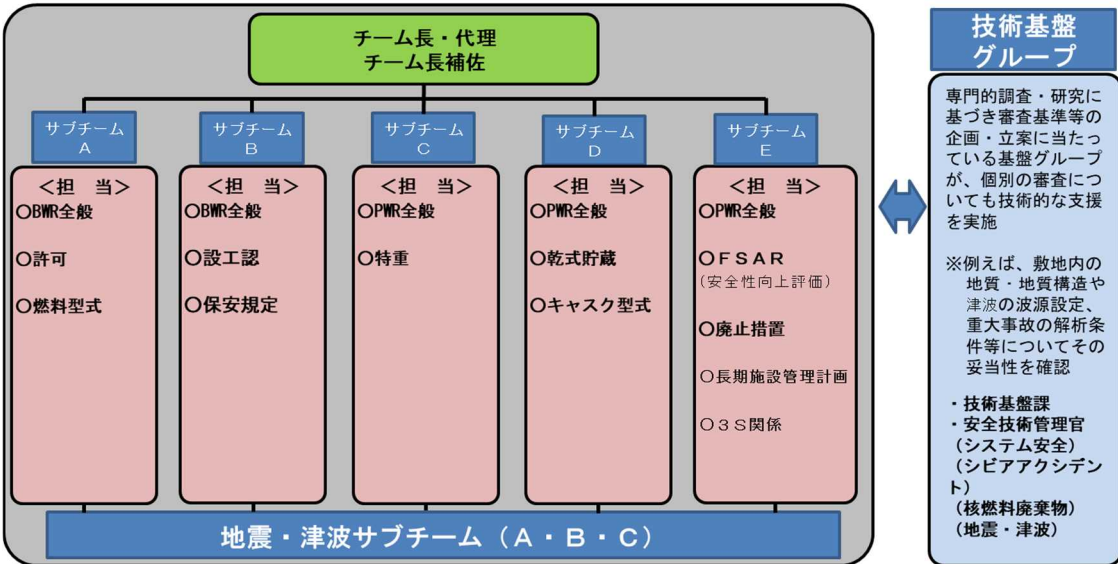 チーム長・代理
チーム長補佐
サブチーム
A
<担 当>
○BWR全般
○許可
○燃料型式
サブチーム
B
<担 当>
○BWR全般
○設工認
○保安規定
サブチーム
C
<担 当>
○PWR全般
○特重
サブチーム
D
<担 当>
○PWR全般
○乾式貯蔵
○キャスク型式
サブチーム
E
<担 当>
○PWR全般
○FSAR
(安全性向上評価)
○廃止措置
○長期施設管理計画
○3S関係
地震・津波サブチーム(A・B・C)
技術基盤
グループ
専門的調査・研究に
基づき審査基準等の
企画・立案に当たっ
ている基盤グループ
が、個別の審査につ
いても技術的な支援
を実施
※例えば、敷地内の
地質・地質構造や
津波の波源設定、
重大事故の解析条
件等についてその
妥当性を確認
・技術基盤課
・安全技術管理官
(システム安全)
(シビアアクシデン
ト)
(核燃料廃棄物)
(地震・津波)